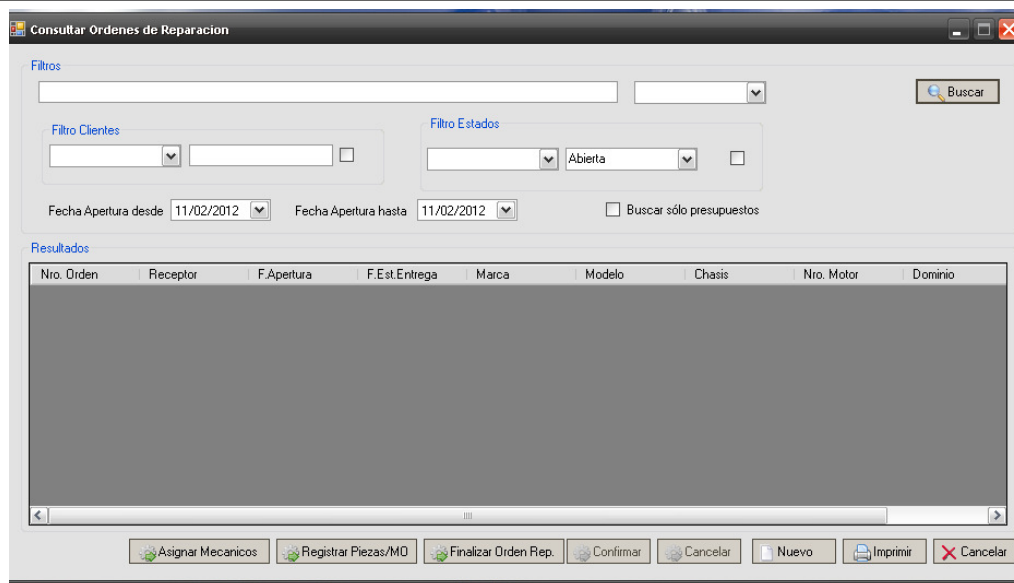 Consultar Ordenes de Reparacion
Filtros
Buscar
Filtro Clientes
Filtro Estados
Abierta
Fecha Apertura desde 11/02/2012 Fecha Apertura hasta 11/02/2012 Buscar sólo presupuestos
Resultados
Nro. Orden Receptor F.Apertura F.Est.Entrega Marca Modelo Chasis Nro. Motor Dominio
Asignar Mecanicos Registrar Piezas/MO Finalizar Orden Rep. Confirmar Cancelar Nuevo Imprimir Cancelar